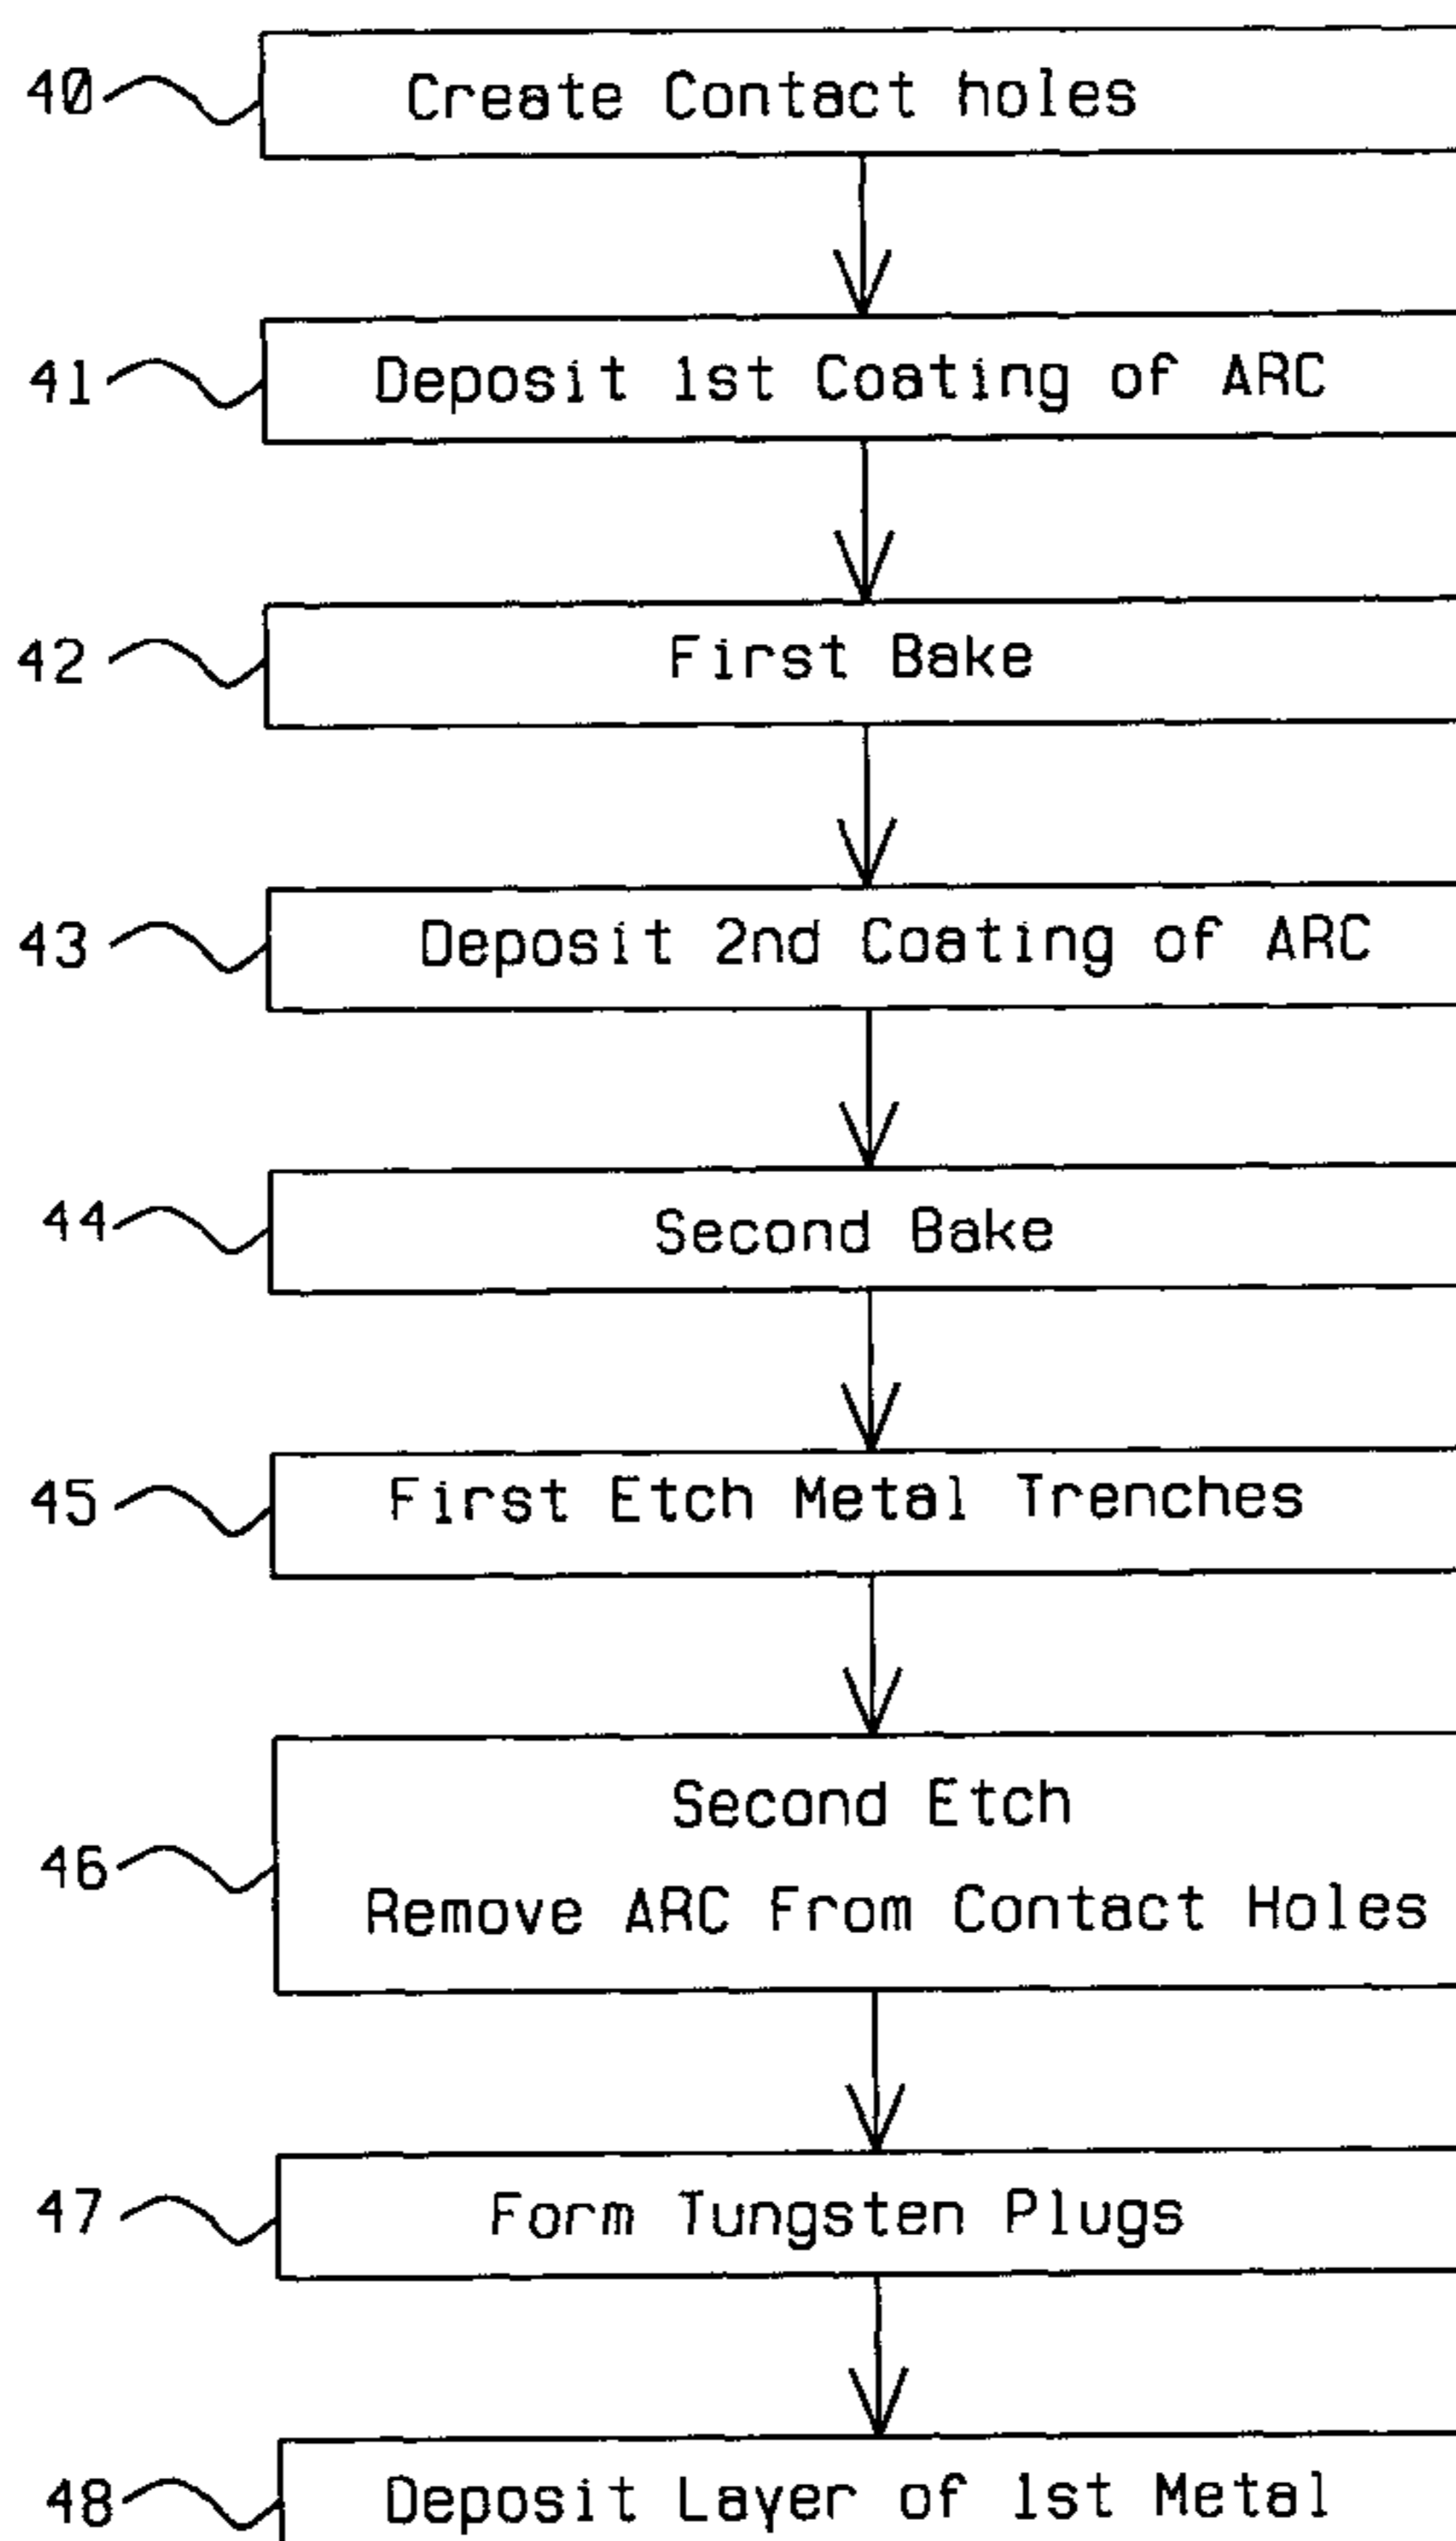 40 Create Contact holes
41 Deposit 1st Coating of ARC
42 First Bake
43 Deposit 2nd Coating of ARC
44 Second Bake
45 First Etch Metal Trenches
Second Etch
46 Remove ARC From Contact Holes
47 Form Tungsten Plugs
48 Deposit Layer of 1st Metal